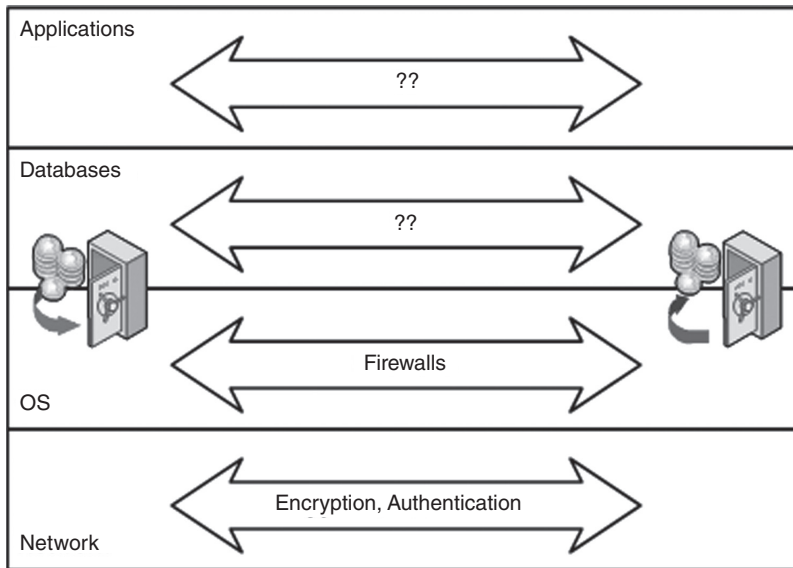 Applications
??
Databases
??
Firewalls
OS
Encryption, Authentication
Network